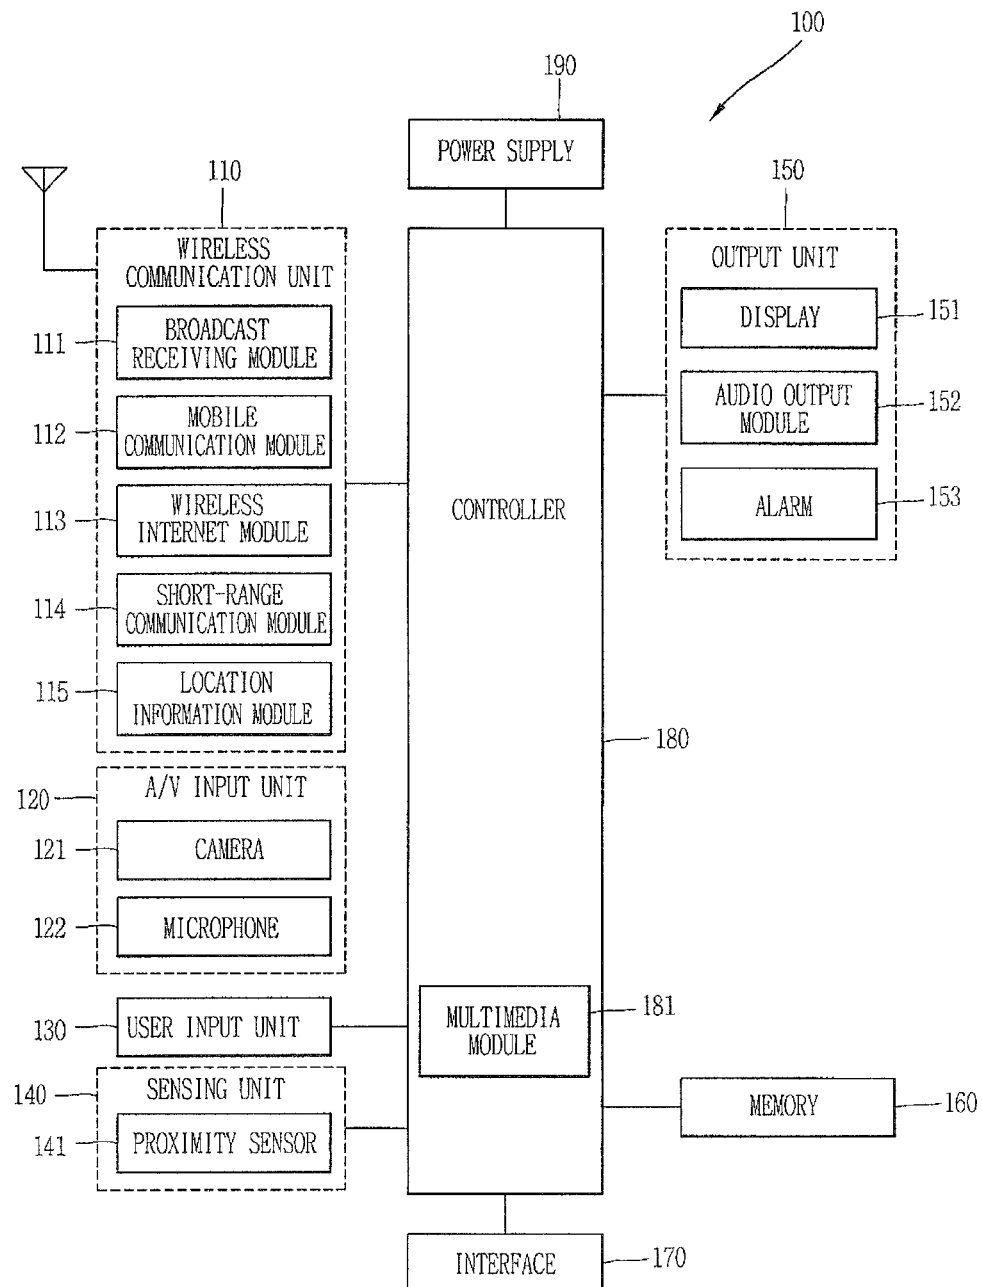 100
190
POWER SUPPLY
110
WIRELESS
COMMUNICATION UNIT
111
BROADCAST
RECEIVING MODULE
112
MOBILE
COMMUNICATION MODULE
113
WIRELESS
INTERNET MODULE
114
SHORT-RANGE
COMMUNICATION MODULE
115
LOCATION
INFORMATION MODULE
120
A/V INPUT UNIT
121
CAMERA
122
MICROPHONE
130
USER INPUT UNIT
140
SENSING UNIT
141
PROXIMITY SENSOR
CONTROLLER
180
MULTIMEDIA
MODULE
181
150
OUTPUT UNIT
DISPLAY
151
AUDIO OUTPUT
MODULE
152
ALARM
153
MEMORY
160
INTERFACE
170